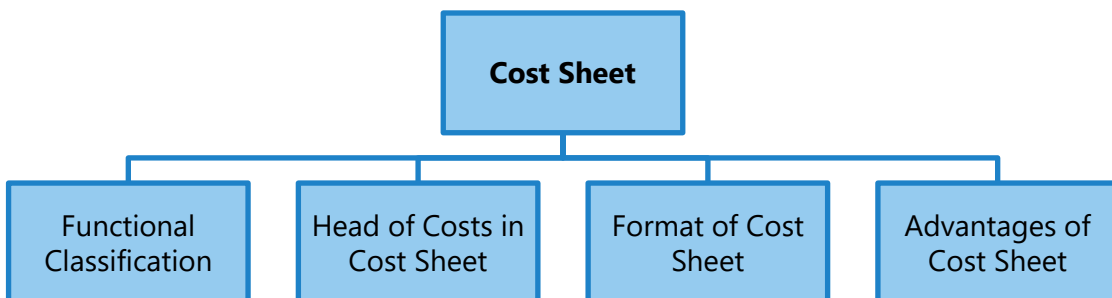 Cost Sheet
Functional
Classification
Head of Costs in
Cost Sheet
Format of Cost
Sheet
Advantages of
Cost Sheet